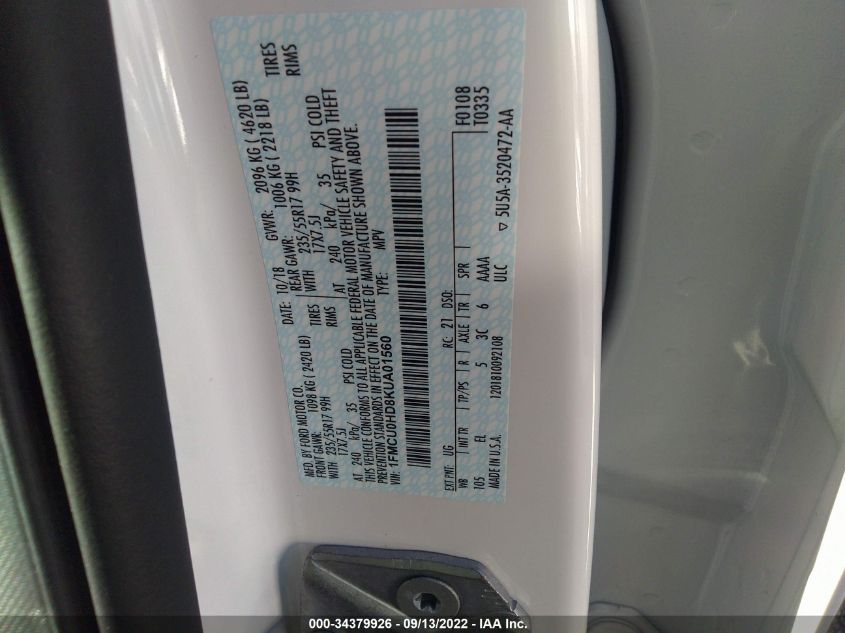 MFD. BY FORD MOTOR CO.
DATE: 10/18 GVWR: 2096 KG ( 4620 LB)
FRONT GAWR: 1098 KG ( 2420 LB) REAR GAWR: 1006 KG ( 2218 LB)
WITH 235/55R17 99H TIRES WITH 235/55R17 99H TIRES
17X7.5J RIMS 17X7.5J RIMS
AT 240 kPa/ 35 PSI COLD AT 240 kPa/ 35 PSI COLD
THIS VEHICLE CONFORMS TO ALL APPLICABLE FEDERAL MOTOR VEHICLE SAFETY AND THEFT
PREVENTION STANDARDS IN EFFECT ON THE DATE OF MANUFACTURE SHOWN ABOVE.
VIN: 1FMCU0HD8KUA01560 TYPE: MPV
F0108
T0335
EXT PNT: UG RC: 21 DSO:
WB INT TR TP/PS R AXLE TR SPR
105 EL 5 3C 6 AAAA
MADE IN U.S.A. 1201810092108 ULC
5U5A-3520472-AA
000-34379926 - 09/13/2022 - IAA Inc.